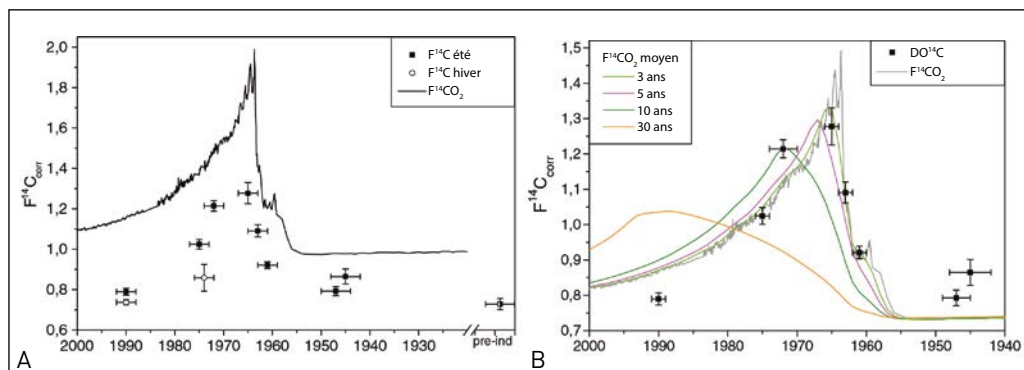 F¹⁴C été
F¹⁴C hiver
F¹⁴CO₂
2,0
1,8
1,6
1,4
1,2
1,0
0,8
0,6
F¹⁴Ccorr
2000 1990 1980 1970 1960 1950 1940 1930 pre-ind
A
F¹⁴CO₂ moyen
3 ans
5 ans
10 ans
30 ans
DO¹⁴C
F¹⁴CO₂
1,5
1,4
1,3
1,2
1,1
1,0
0,9
0,8
0,7
F¹⁴Ccorr
2000 1990 1980 1970 1960 1950 1940
B